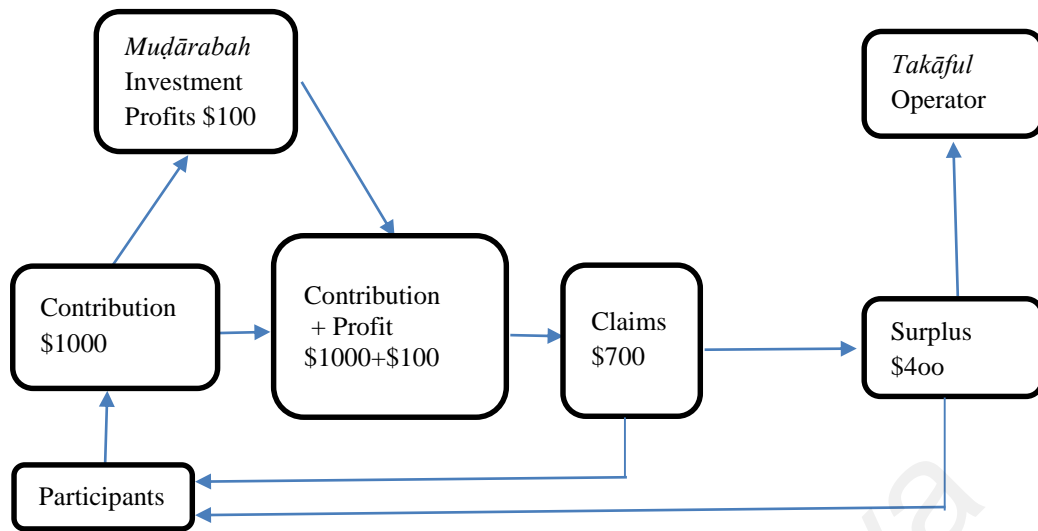 Muḍārabah
Investment
Profits $100
Takāful
Operator
Contribution
$1000
Contribution
+ Profit
$1000+$100
Claims
$700
Surplus
$4oo
Participants